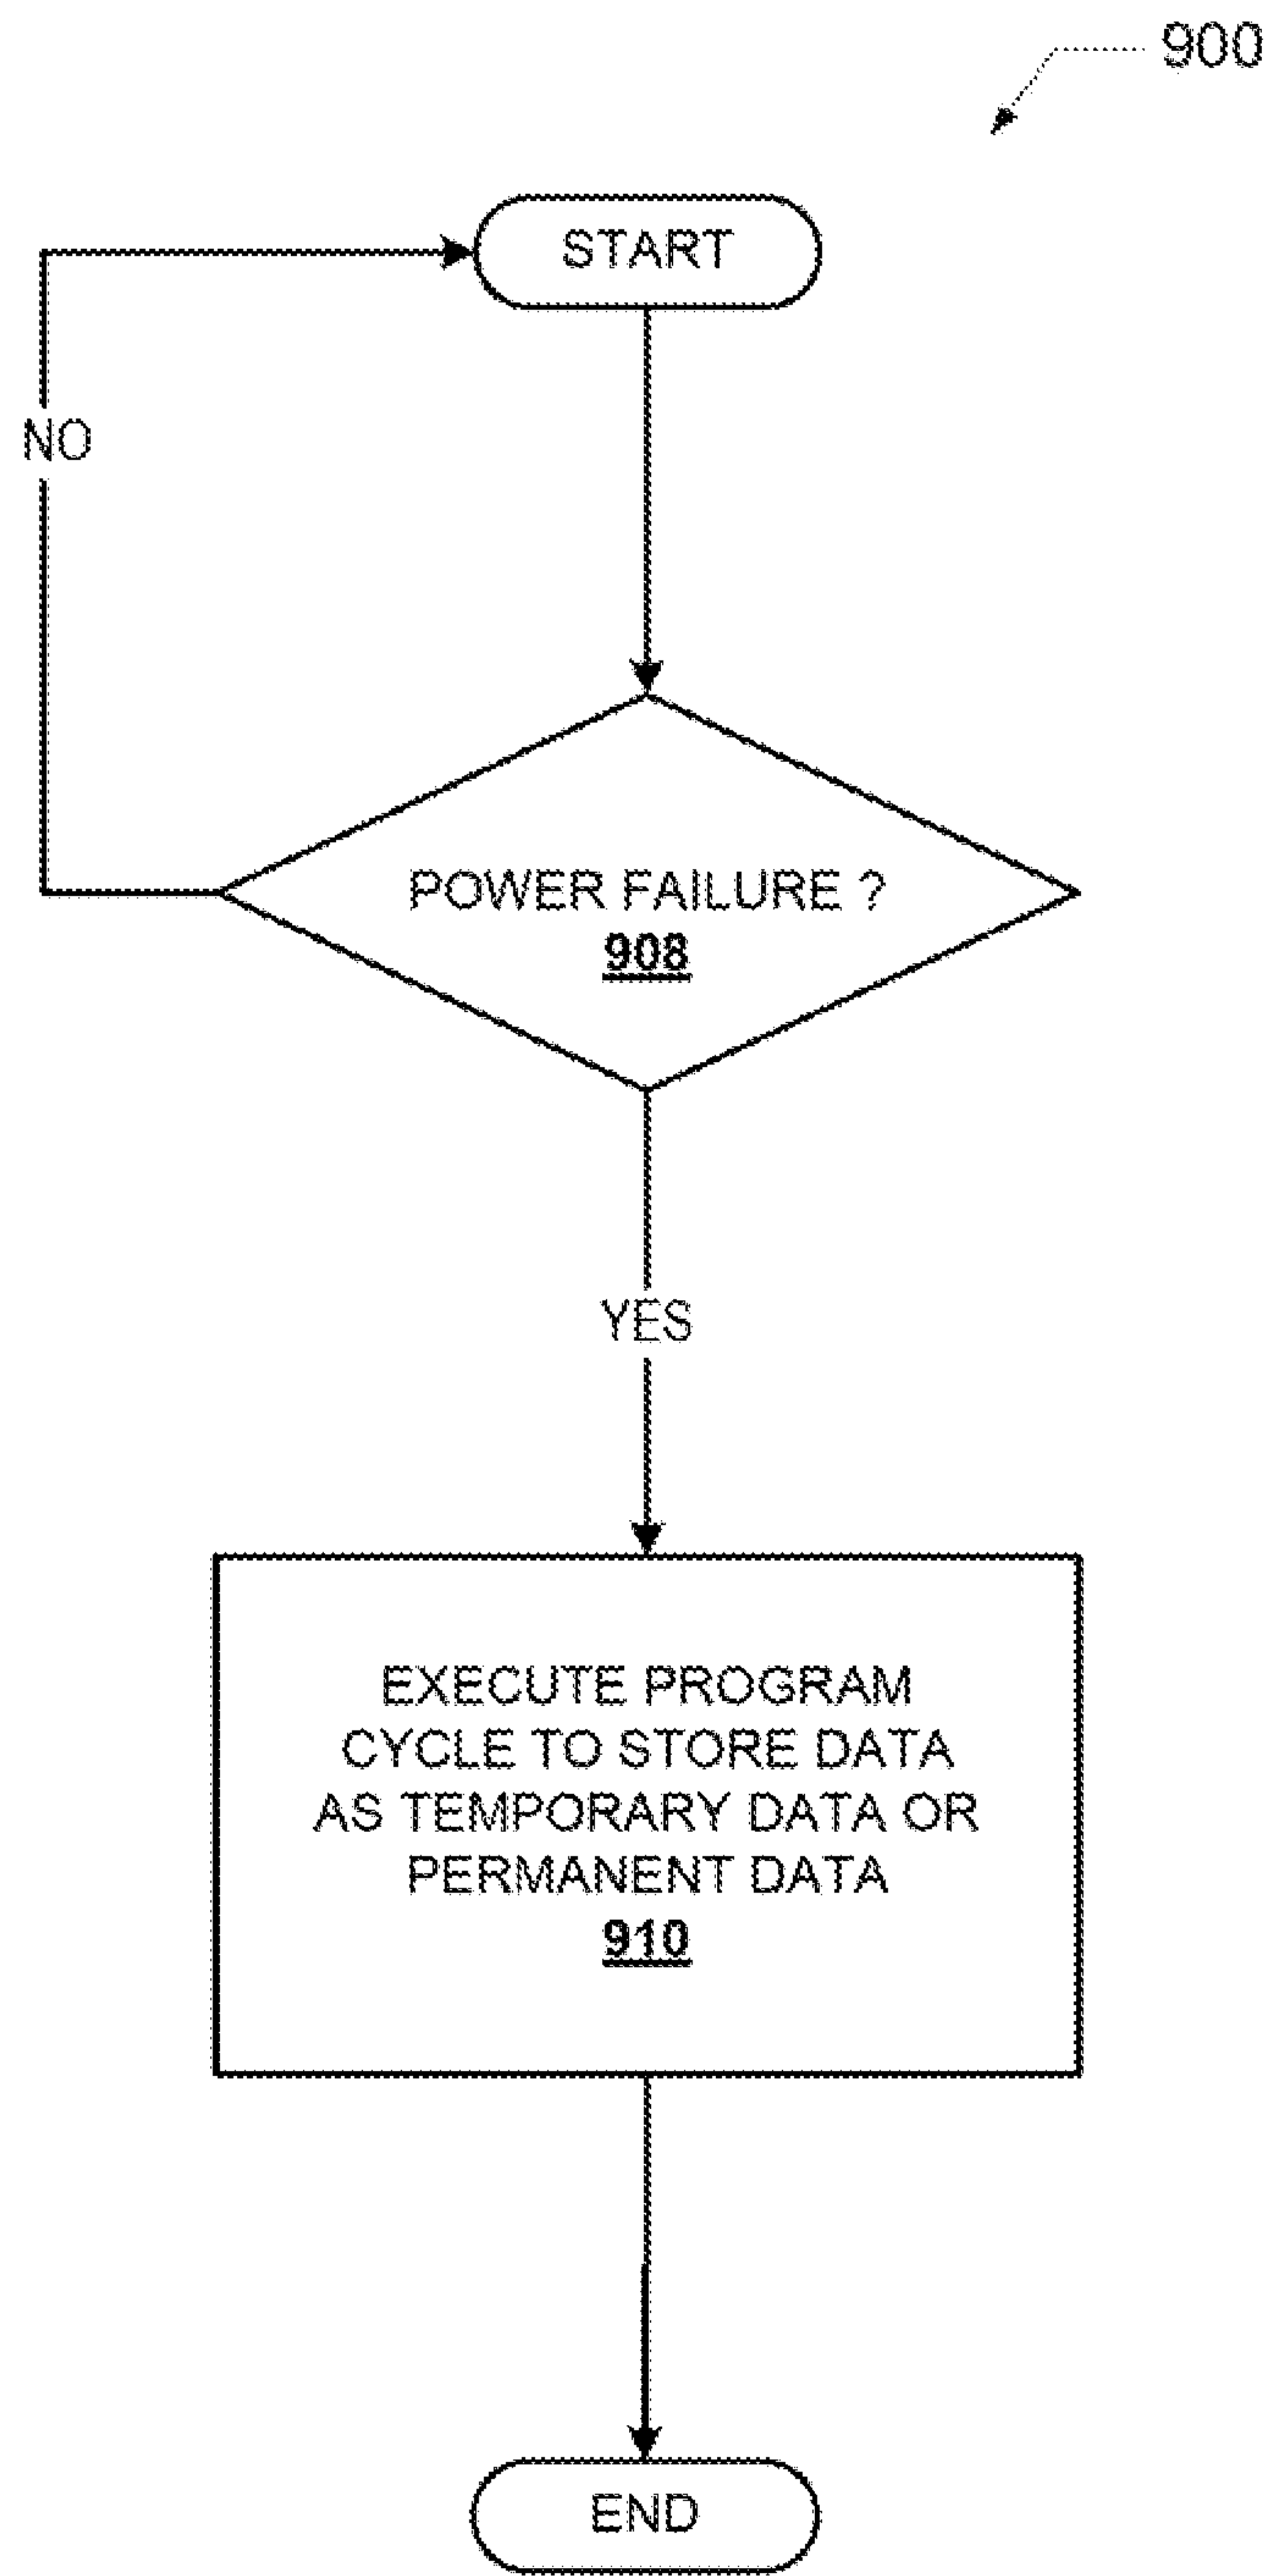 900
START
NO
POWER FAILURE ?
908
YES
EXECUTE PROGRAM
CYCLE TO STORE DATA
AS TEMPORARY DATA OR
PERMANENT DATA
910
END